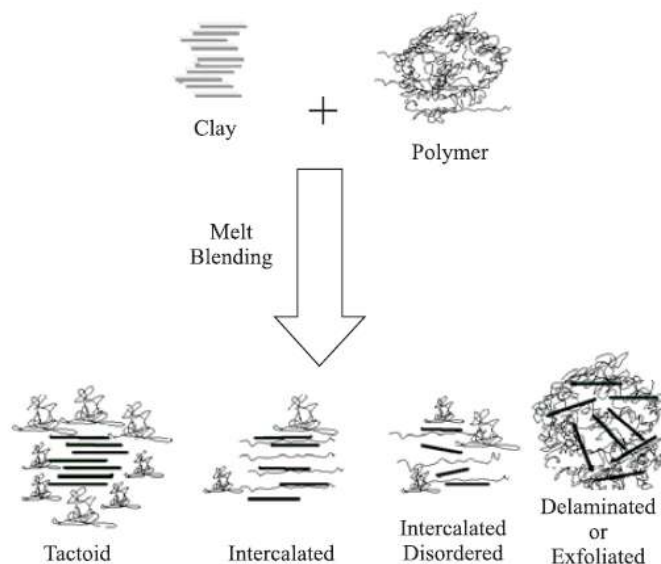 Clay
+
Polymer
Melt
Blending
Tactoid
Intercalated
Intercalated
Disordered
Delaminated
or
Exfoliated